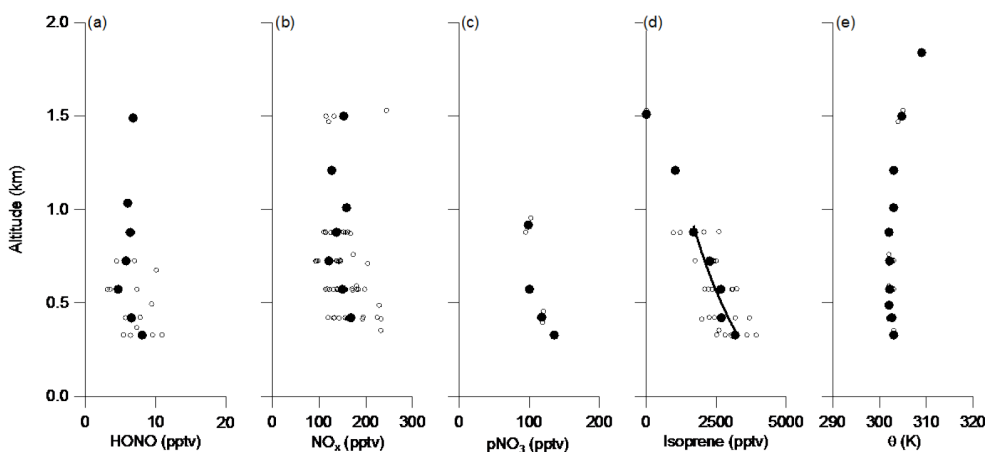 (a) (b) (c) (d) (e)
2.0
1.5
1.0
0.5
0.0
Altitude (km)
0 10 20 0 100 200 300 0 100 200 0 2500 5000 280 300 310 320
HONO (pptv) NOx (pptv) pNO3 (pptv) Isoprene (pptv) θ (K)